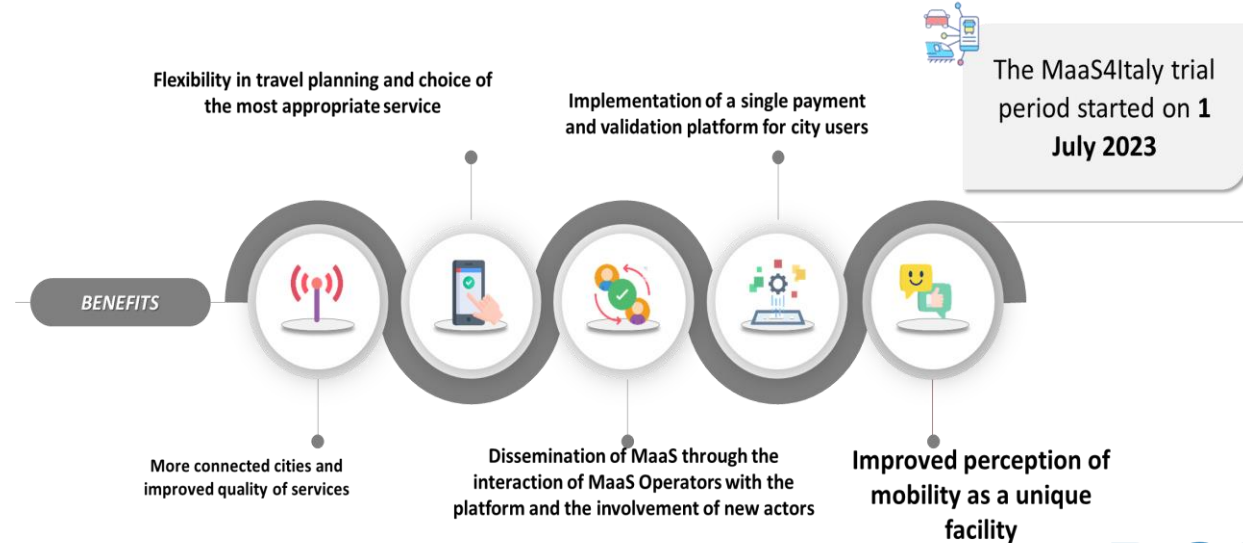 The MaaS4Italy trial
period started on 1
July 2023
Flexibility in travel planning and choice of
the most appropriate service
Implementation of a single payment
and validation platform for city users
BENEFITS
More connected cities and
improved quality of services
Dissemination of MaaS through the
interaction of MaaS Operators with the
platform and the involvement of new actors
Improved perception of
mobility as a unique
facility